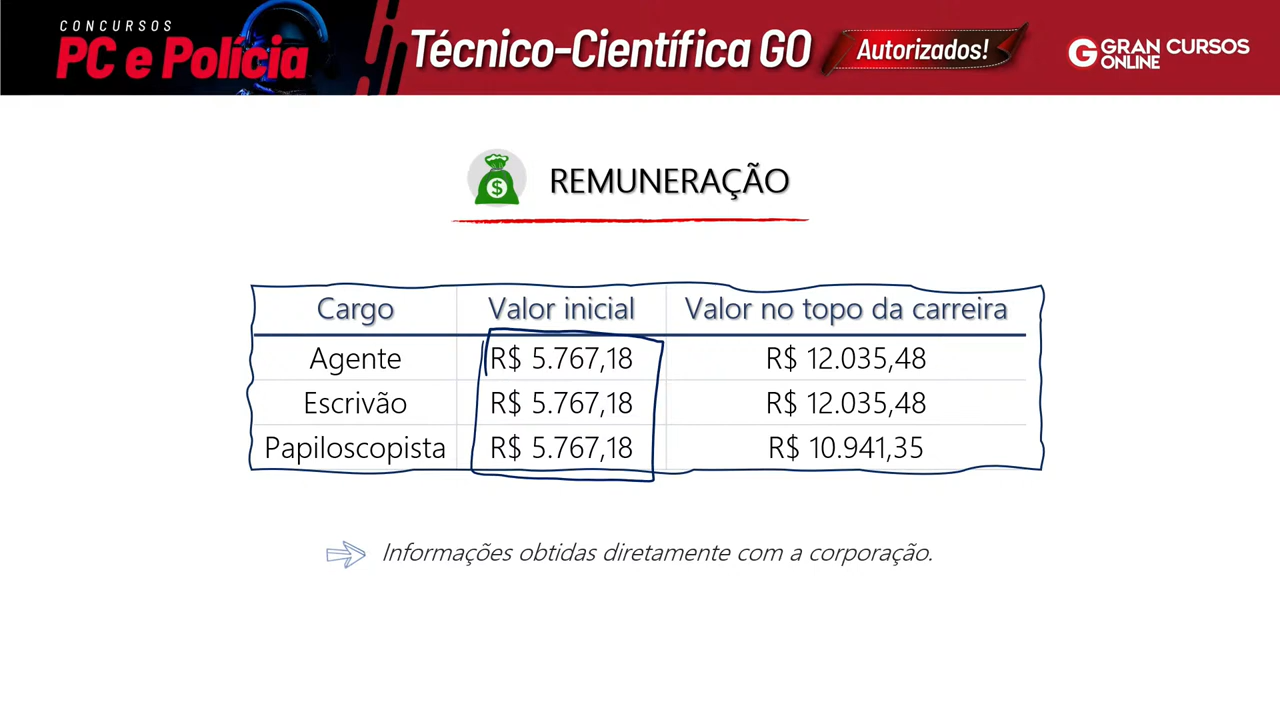 CONCURSOS
PC e Polícia
Técnico-Científica GO
Autorizados!
GRAN CURSOS
ONLINE
REMUNERAÇÃO
Cargo Valor inicial Valor no topo da carreira
Agente R$ 5.767,18 R$ 12.035,48
Escrivão R$ 5.767,18 R$ 12.035,48
Papiloscopista R$ 5.767,18 R$ 10.941,35
Informações obtidas diretamente com a corporação.